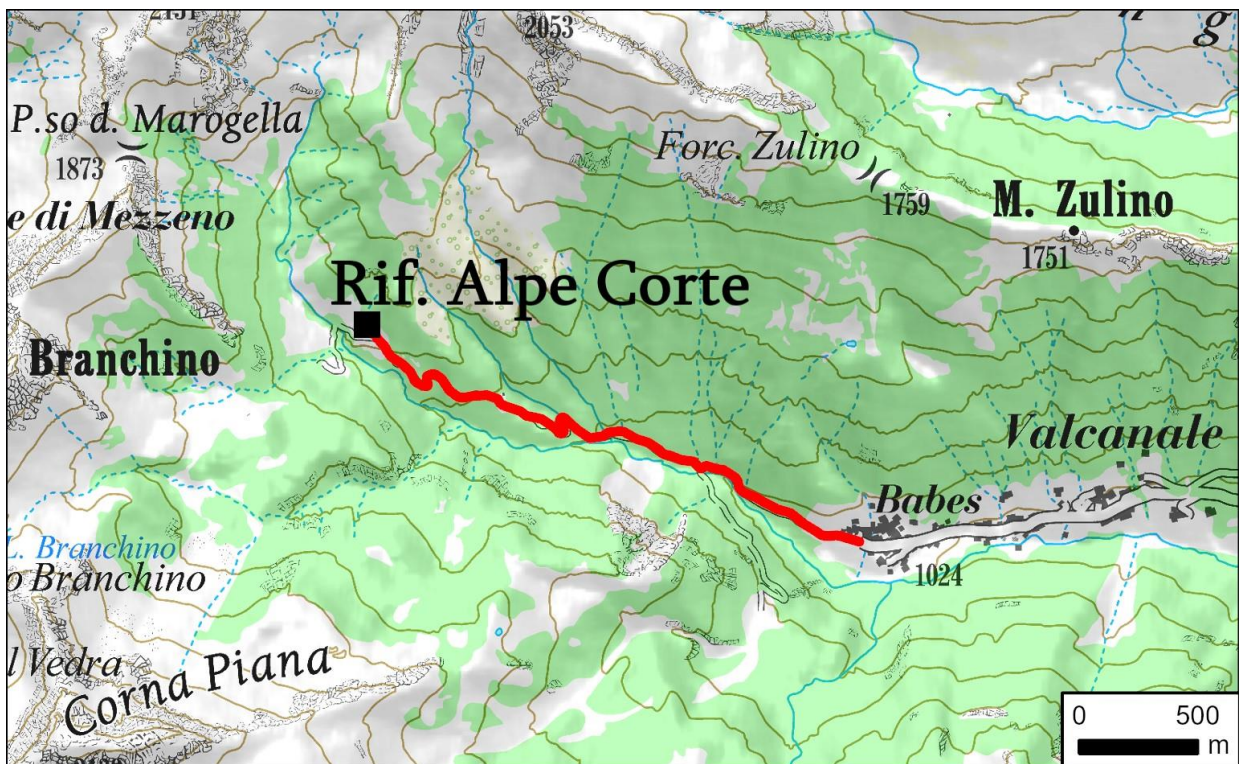 2053
P.so d. Marogella
1873
e di Mezzeno
Forc. Zulino
1759
M. Zulino
1751
Rif. Alpe Corte
Branchino
Valcanale
Babes
1024
L. Branchino
o Branchino
l Vedra
Corna Piana
0 500
m